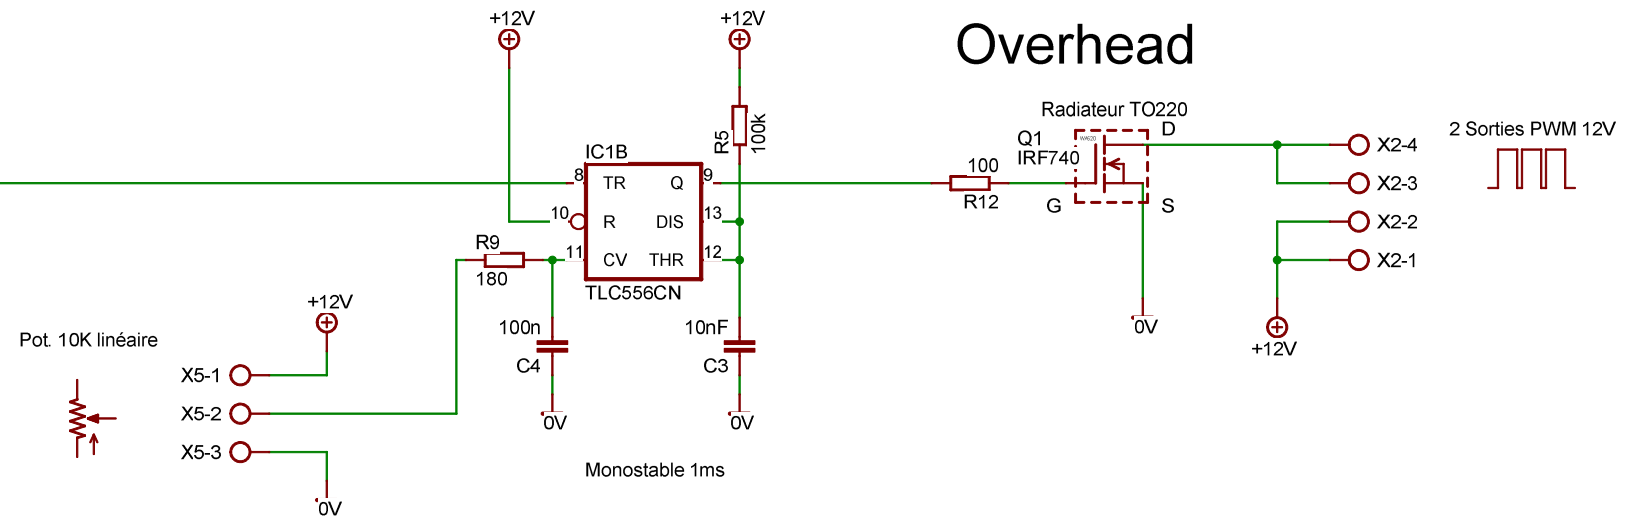 +12V
+12V
Overhead
Radiateur TO220
D
2 Sorties PWM 12V
Q1
IRF740
X2-4
R5
100k
IC1B
8
TR
Q
9
100
R12
G
S
X2-3
10
R
DIS
13
X2-2
R9
180
11
CV
THR
12
X2-1
TLC556CN
+12V
100n
C4
10nF
C3
0V
+12V
Pot. 10K linéaire
X5-1
X5-2
0V
0V
X5-3
Monostable 1ms
0V